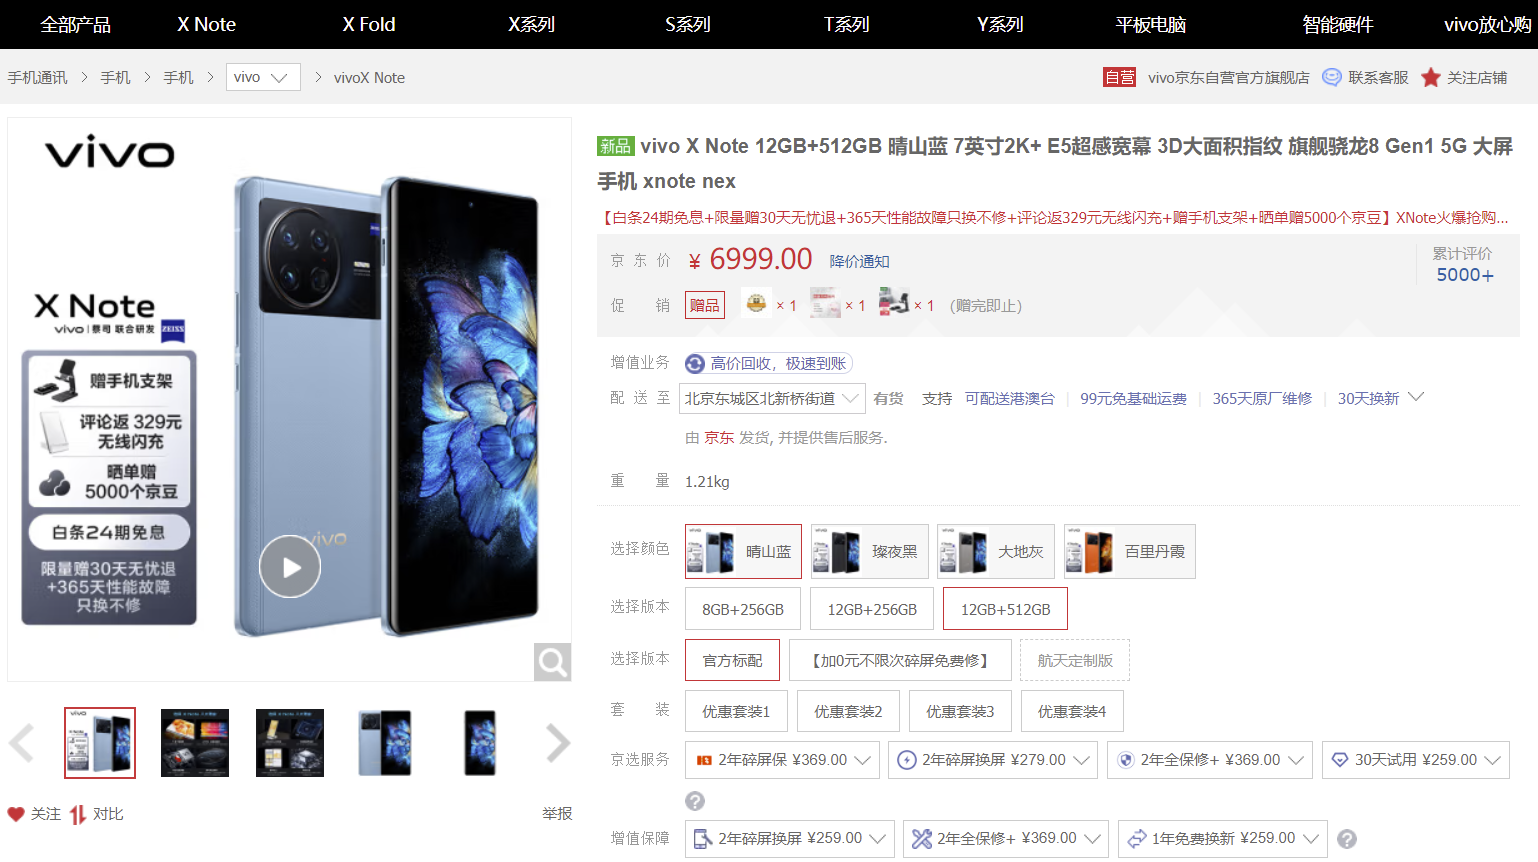 全部产品 X Note X Fold X系列 S系列 T系列 Y系列 平板电脑 智能硬件 vivo放心购
手机通讯 > 手机 > 手机 > vivo > vivoX Note
自营 vivo京东自营官方旗舰店 联系客服 关注店铺
vivo
X Note
vivo | 蔡司 联合研发 ZEISS
赠手机支架
评论返 329元
无线闪充
晒单赠
5000个京豆
白条24期免息
限量赠30天无忧退
+365天性能故障
只换不修
vivo
关注 对比 举报
新品 vivo X Note 12GB+512GB 晴山蓝 7英寸2K+ E5超感宽幕 3D大面积指纹 旗舰骁龙8 Gen1 5G 大屏
手机 xnote nex
【白条24期免息+限量赠30天无忧退+365天性能故障只换不修+评论返329元无线闪充+赠手机支架+晒单赠5000个京豆】XNote火爆抢购...
京东价 ¥ 6999.00 降价通知
累计评价
5000+
促销 赠品 × 1 × 1 × 1 (赠完即止)
增值业务 高价回收，极速到账
配送至 北京东城区北新桥街道 有货 支持 可配送港澳台 | 99元免基础运费 | 365天原厂维修 | 30天换新
由 京东 发货, 并提供售后服务.
重量 1.21kg
选择颜色 晴山蓝 璨夜黑 大地灰 百里丹霞
选择版本 8GB+256GB 12GB+256GB 12GB+512GB
选择版本 官方标配 【加0元不限次碎屏免费修】 航天定制版
套装 优惠套装1 优惠套装2 优惠套装3 优惠套装4
京选服务 2年碎屏保 ¥369.00 2年碎屏换屏 ¥279.00 2年全保修+ ¥369.00 30天试用 ¥259.00
?
增值保障 2年碎屏换屏 ¥259.00 2年全保修+ ¥369.00 1年免费换新 ¥259.00 ?